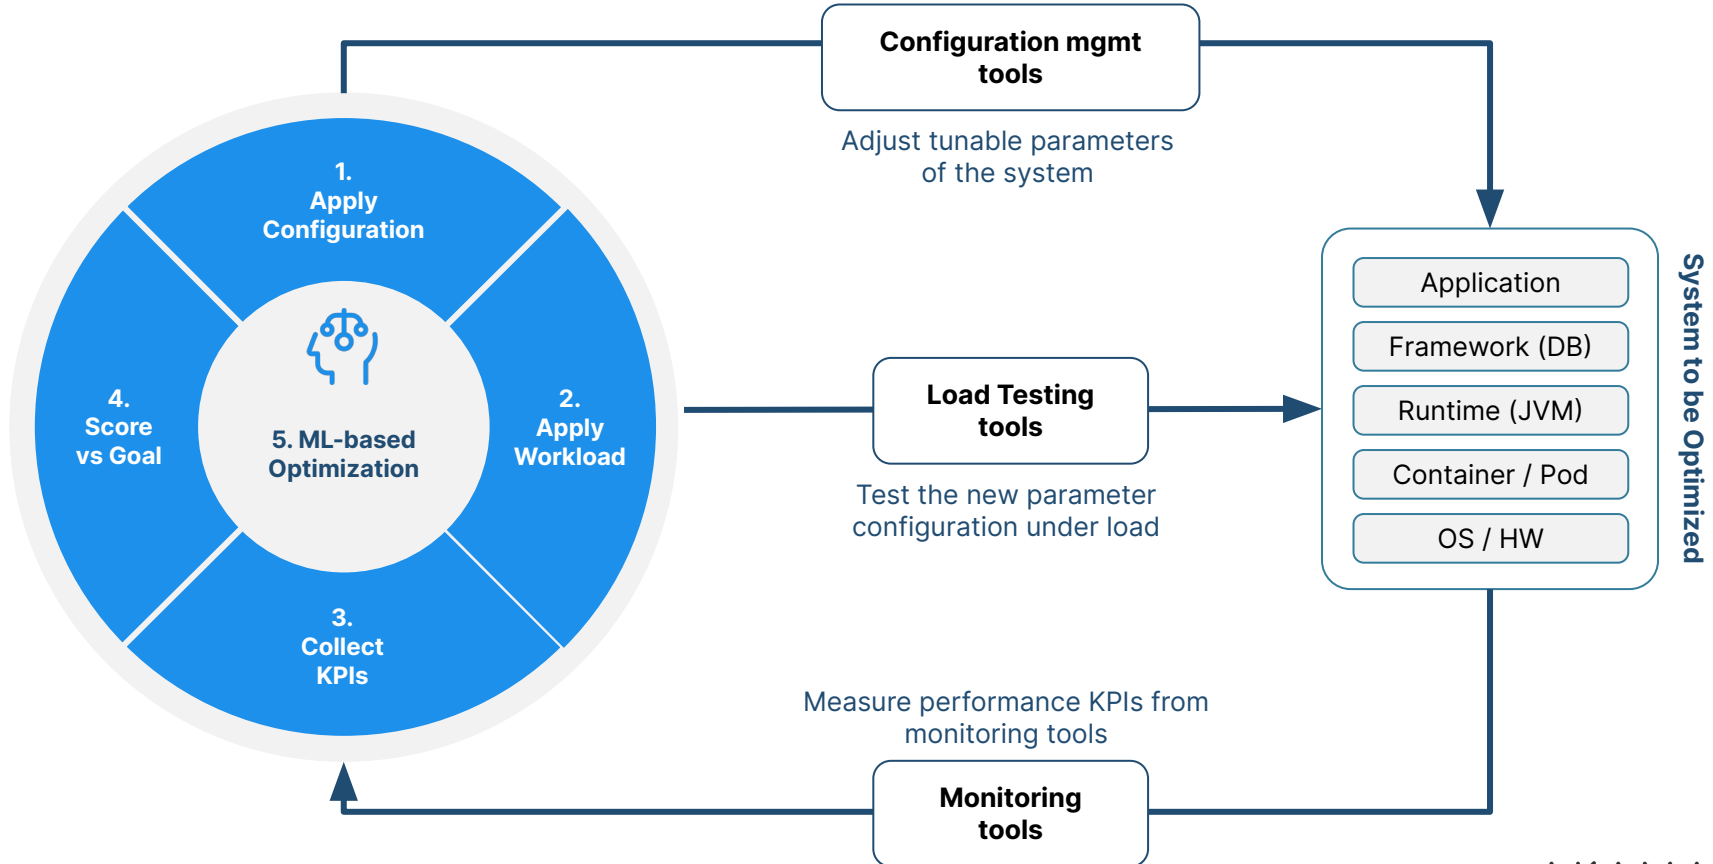 Configuration mgmt
tools
Adjust tunable parameters
of the system
1.
Apply
Configuration
2.
Apply
Workload
3.
Collect
KPIs
4.
Score
vs Goal
5. ML-based
Optimization
Load Testing
tools
Test the new parameter
configuration under load
Measure performance KPIs from
monitoring tools
Monitoring
tools
Application
Framework (DB)
Runtime (JVM)
Container / Pod
OS / HW
System to be Optimized